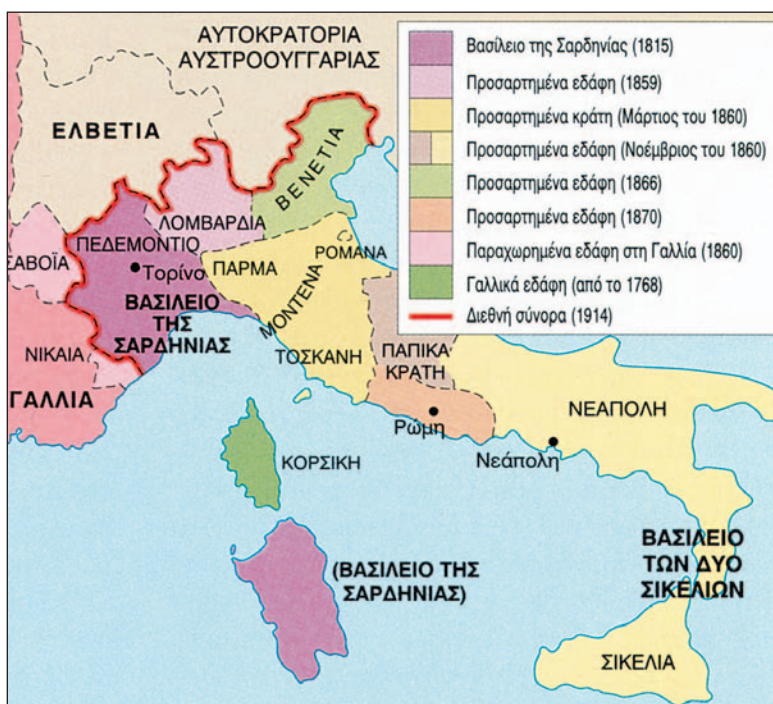 ΑΥΤΟΚΡΑΤΟΡΙΑ
ΑΥΣΤΡΟΟΥΓΓΑΡΙΑΣ
ΕΛΒΕΤΙΑ
ΒΕΝΕΤΙΑ
ΛΟΜΒΑΡΔΙΑ
ΣΑΒΟΪΑ
ΠΕΔΕΜΟΝΤΙΟ
Τορίνο
ΠΑΡΜΑ
ΡΟΜΑΝΑ
ΜΟΝΤΕΝΑ
ΒΑΣΙΛΕΙΟ
ΤΗΣ
ΣΑΡΔΗΝΙΑΣ
ΝΙΚΑΙΑ
ΓΑΛΛΙΑ
ΤΟΣΚΑΝΗ
ΠΑΠΙΚΑ
ΚΡΑΤΗ
Ρώμη
ΝΕΑΠΟΛΗ
Νεάπολη
ΚΟΡΣΙΚΗ
(ΒΑΣΙΛΕΙΟ ΤΗΣ
ΣΑΡΔΗΝΙΑΣ)
ΒΑΣΙΛΕΙΟ
ΤΩΝ ΔΥΟ
ΣΙΚΕΛΙΩΝ
ΣΙΚΕΛΙΑ
Βασίλειο της Σαρδηνίας (1815)
Προσαρτημένα εδάφη (1859)
Προσαρτημένα κράτη (Μάρτιος του 1860)
Προσαρτημένα εδάφη (Νοέμβριος του 1860)
Προσαρτημένα εδάφη (1866)
Προσαρτημένα εδάφη (1870)
Παραχωρημένα εδάφη στη Γαλλία (1860)
Γαλλικά εδάφη (από το 1768)
Διεθνή σύνορα (1914)